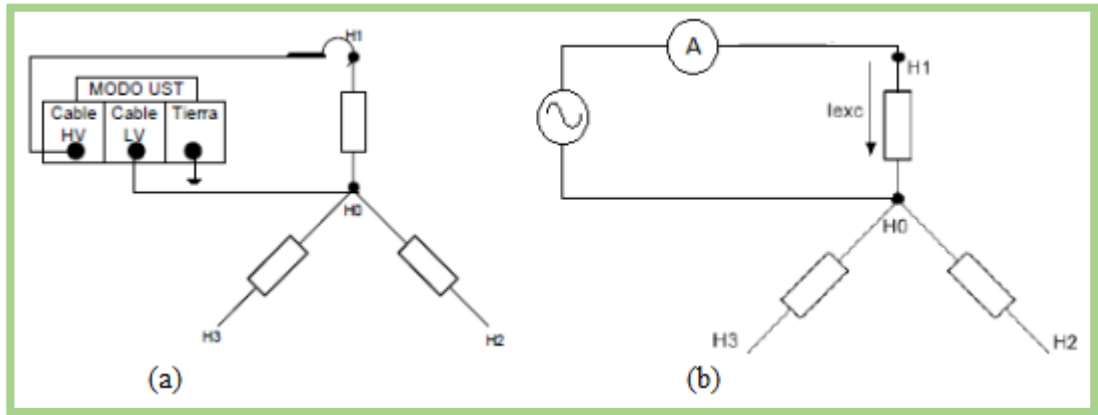 H1
MODO UST
Cable HV
Cable LV
Tierra
H0
H3
H2
(a)
A
H1
Iexc
H0
H3
H2
(b)